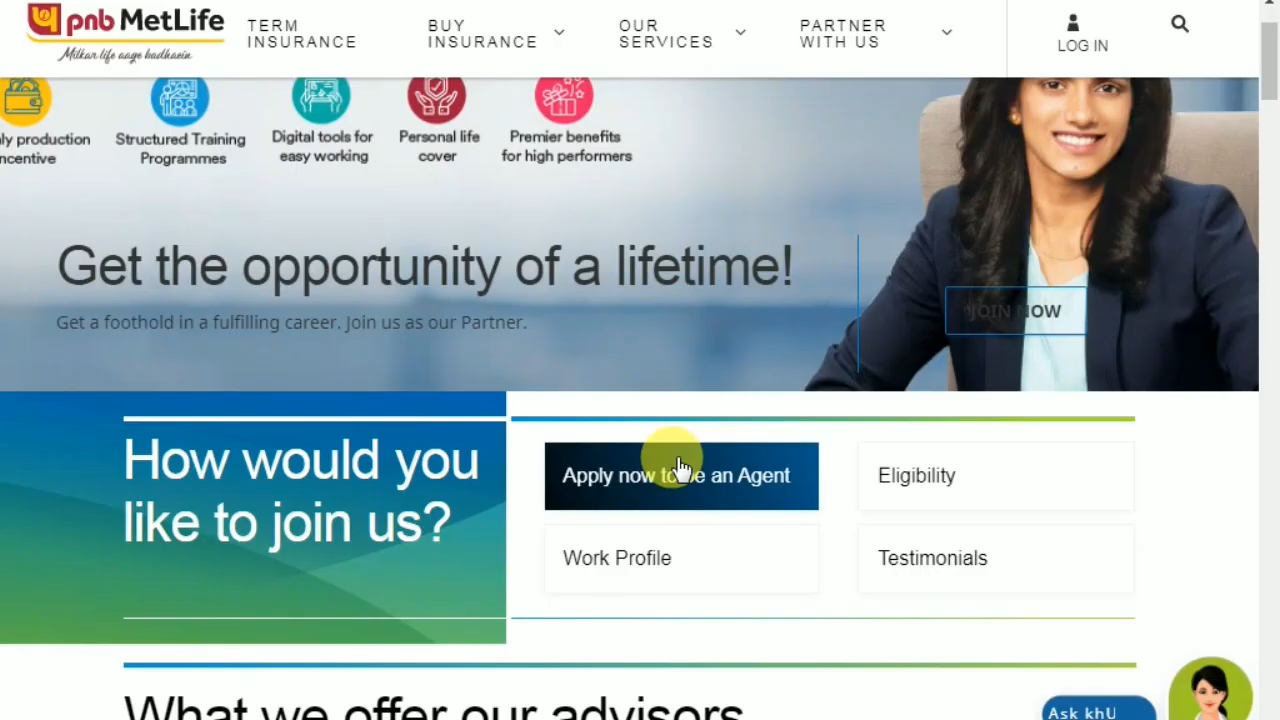 pnb MetLife
Milkar life aage badhaein
TERM
INSURANCE
BUY
INSURANCE
OUR
SERVICES
PARTNER
WITH US
LOG IN
ly production
ncentive
Structured Training
Programmes
Digital tools for
easy working
Personal life
cover
Premier benefits
for high performers
Get the opportunity of a lifetime!
Get a foothold in a fulfilling career. Join us as our Partner.
JOIN NOW
How would you
like to join us?
Apply now to be an Agent
Eligibility
Work Profile
Testimonials
What we offer our advisors
Ask khU